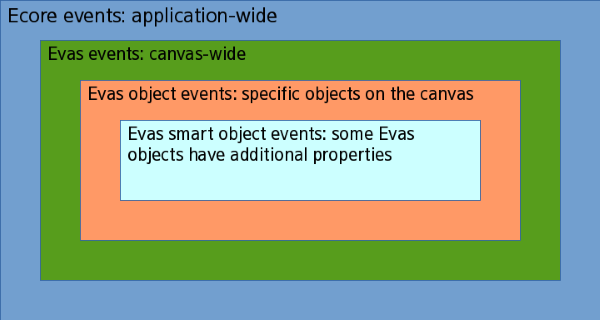 Ecore events: application-wide
Evas events: canvas-wide
Evas object events: specific objects on the canvas
Evas smart object events: some Evas
objects have additional properties